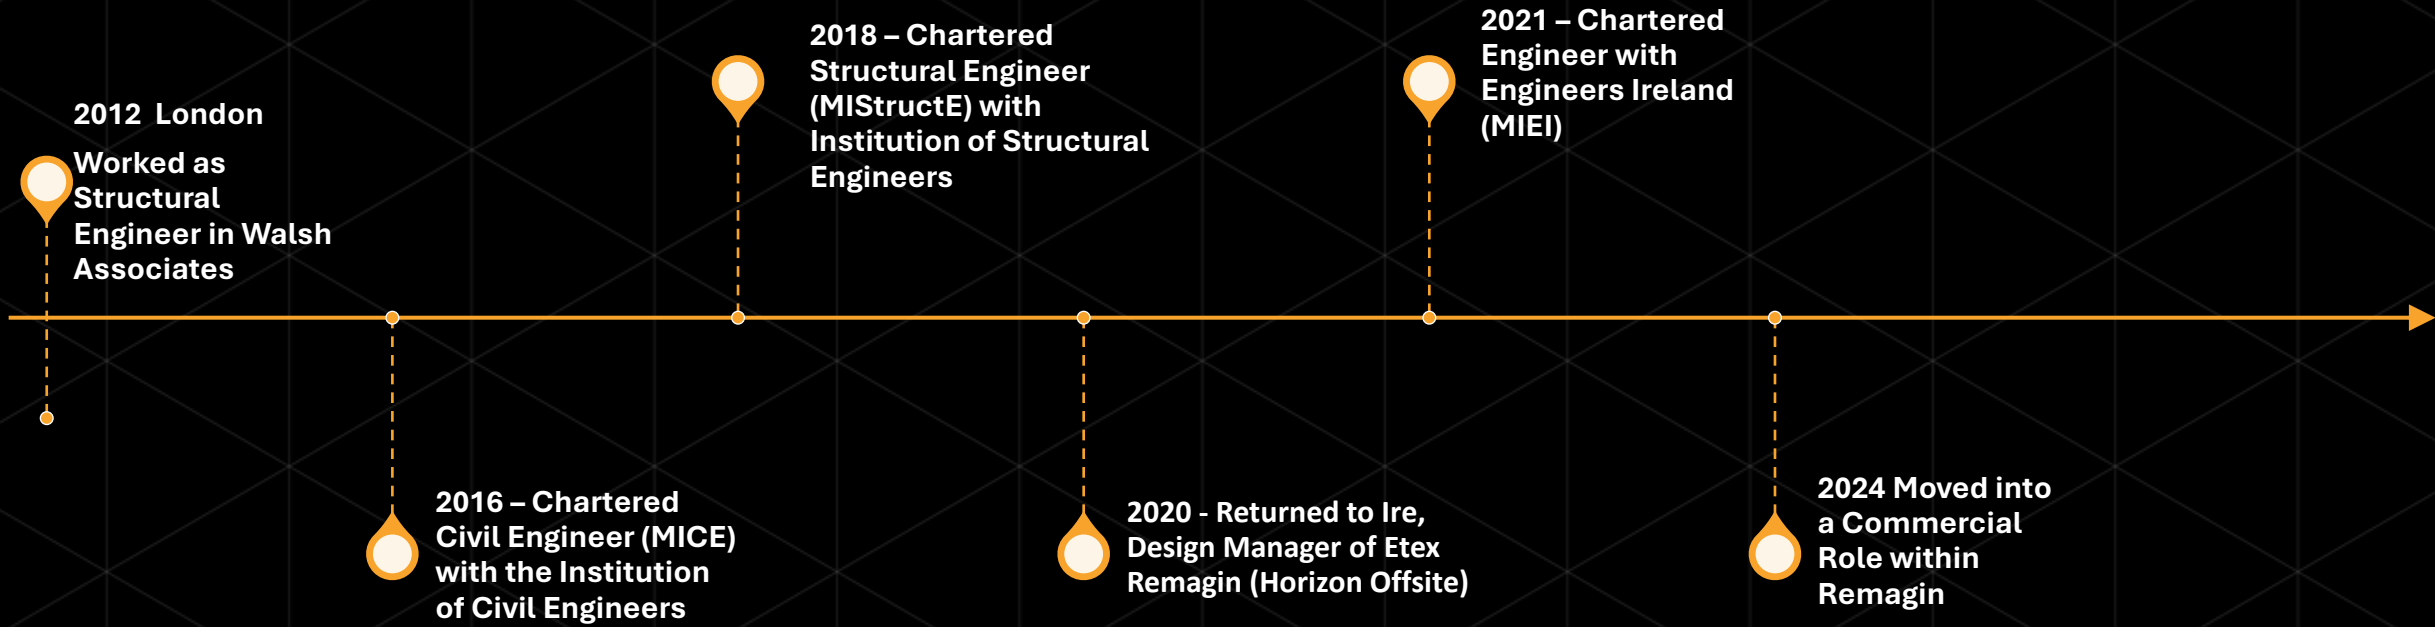 2012  London
Worked as
Structural
Engineer in Walsh
Associates
2016 – Chartered
Civil Engineer (MICE)
with the Institution
of Civil Engineers
2018 – Chartered
Structural Engineer
(MIStructE) with
Institution of Structural
Engineers
2020 - Returned to Ire,
Design Manager of Etex
Remagin (Horizon Offsite)
2021 – Chartered
Engineer with
Engineers Ireland
(MIEI)
2024 Moved into
a Commercial
Role within
Remagin